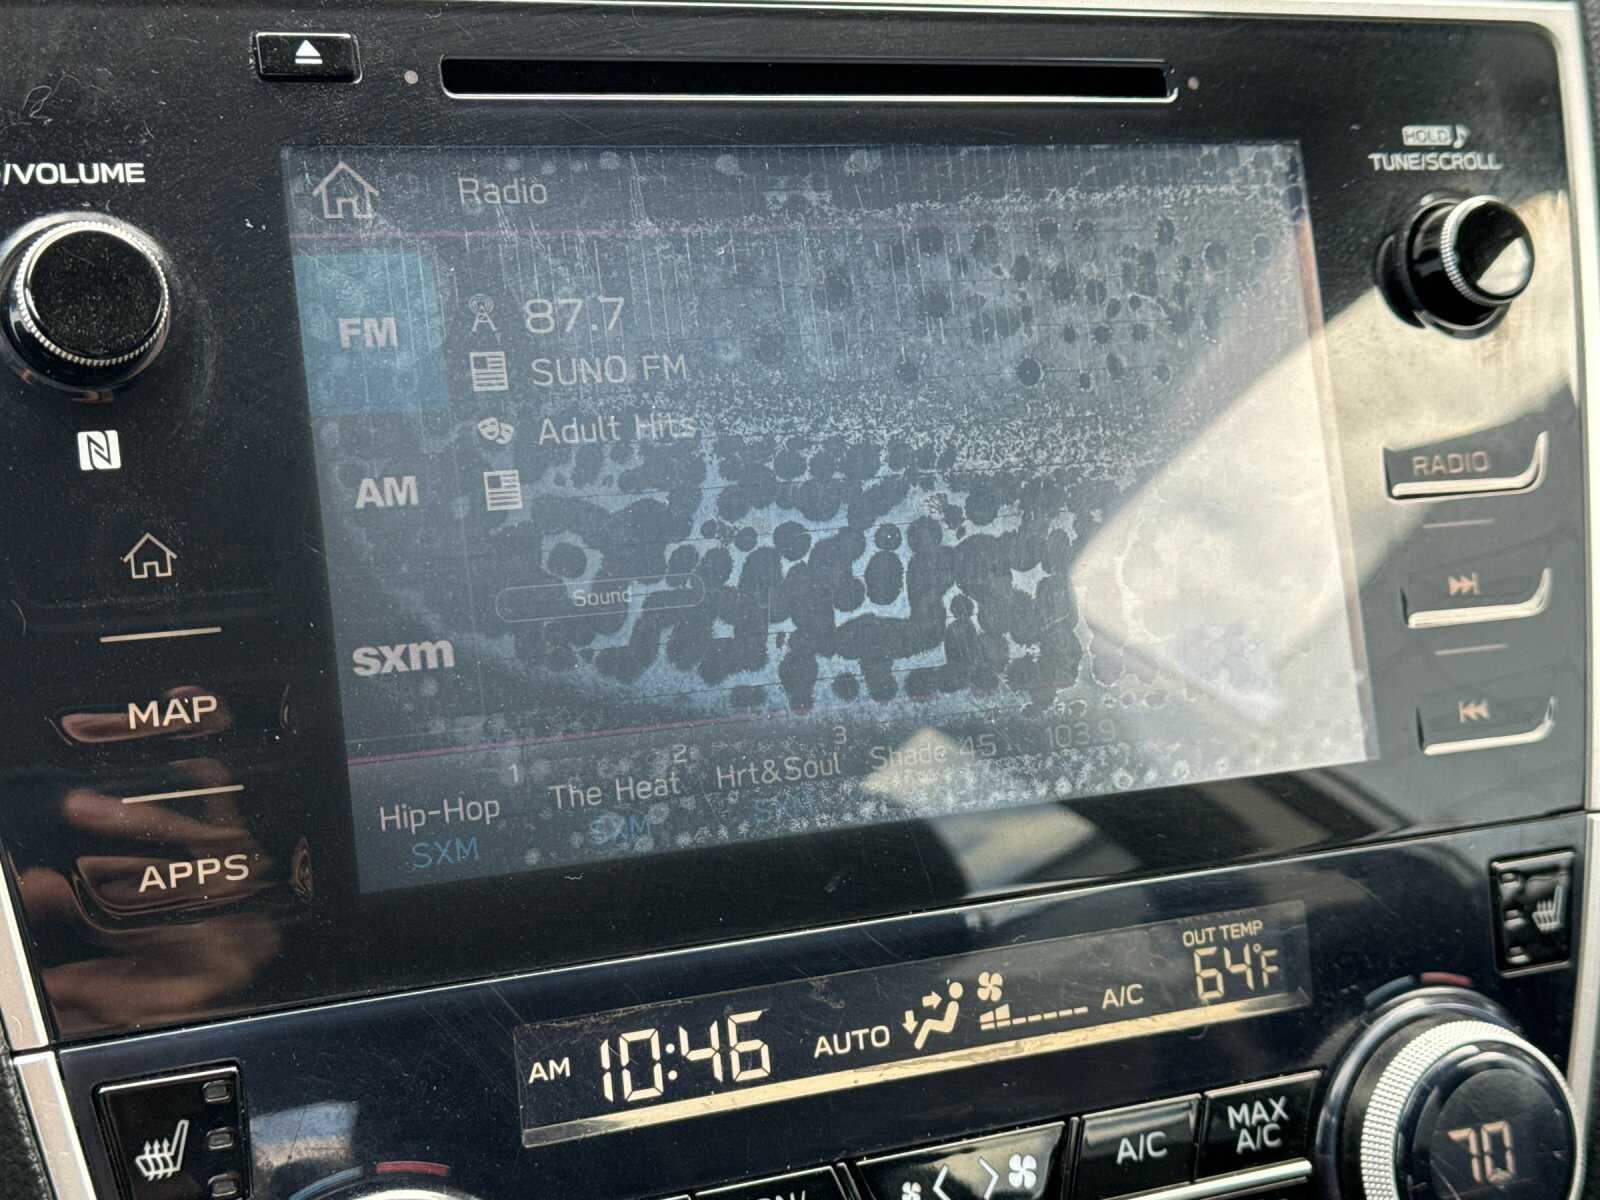 /VOLUME
HOLD
TUNE/SCROLL
Radio
FM
87.7
SUNO FM
Adult Hits
AM
RADIO
Sound
sxm
MAP
1
Hip-Hop
SXM
2
The Heat
SXM
3
Hrt&Soul
Shade 45
103.9
APPS
OUT TEMP
64°F
AM 10:46
AUTO
A/C
A/C
MAX
A/C
70